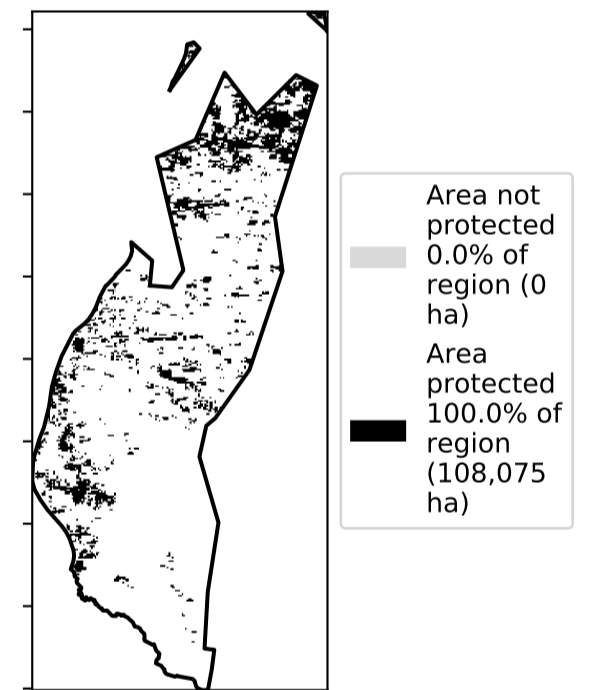 Area not
protected
0.0% of
region (0
ha)
Area
protected
100.0% of
region
(108,075
ha)